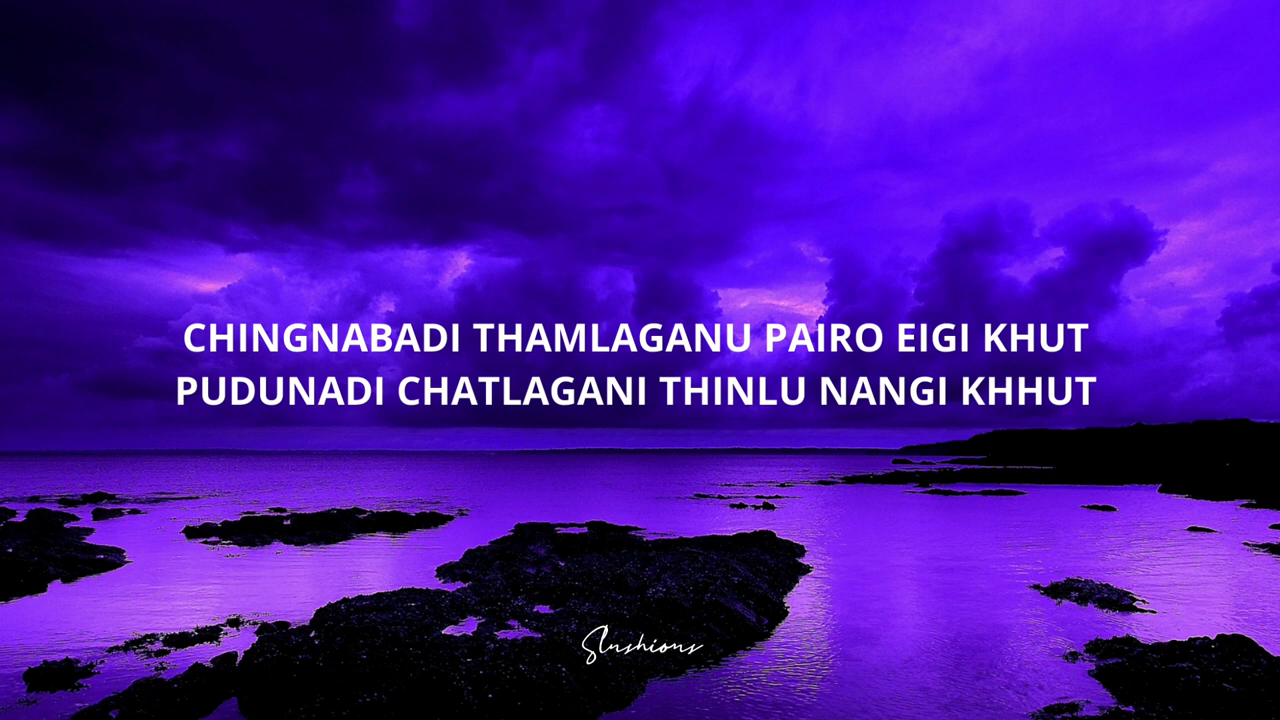 CHINGNABADI THAMLAGANU PAIRO EIGI KHUT
PUDUNADI CHATLAGANI THINLU NANGI KHHUT
Slushions